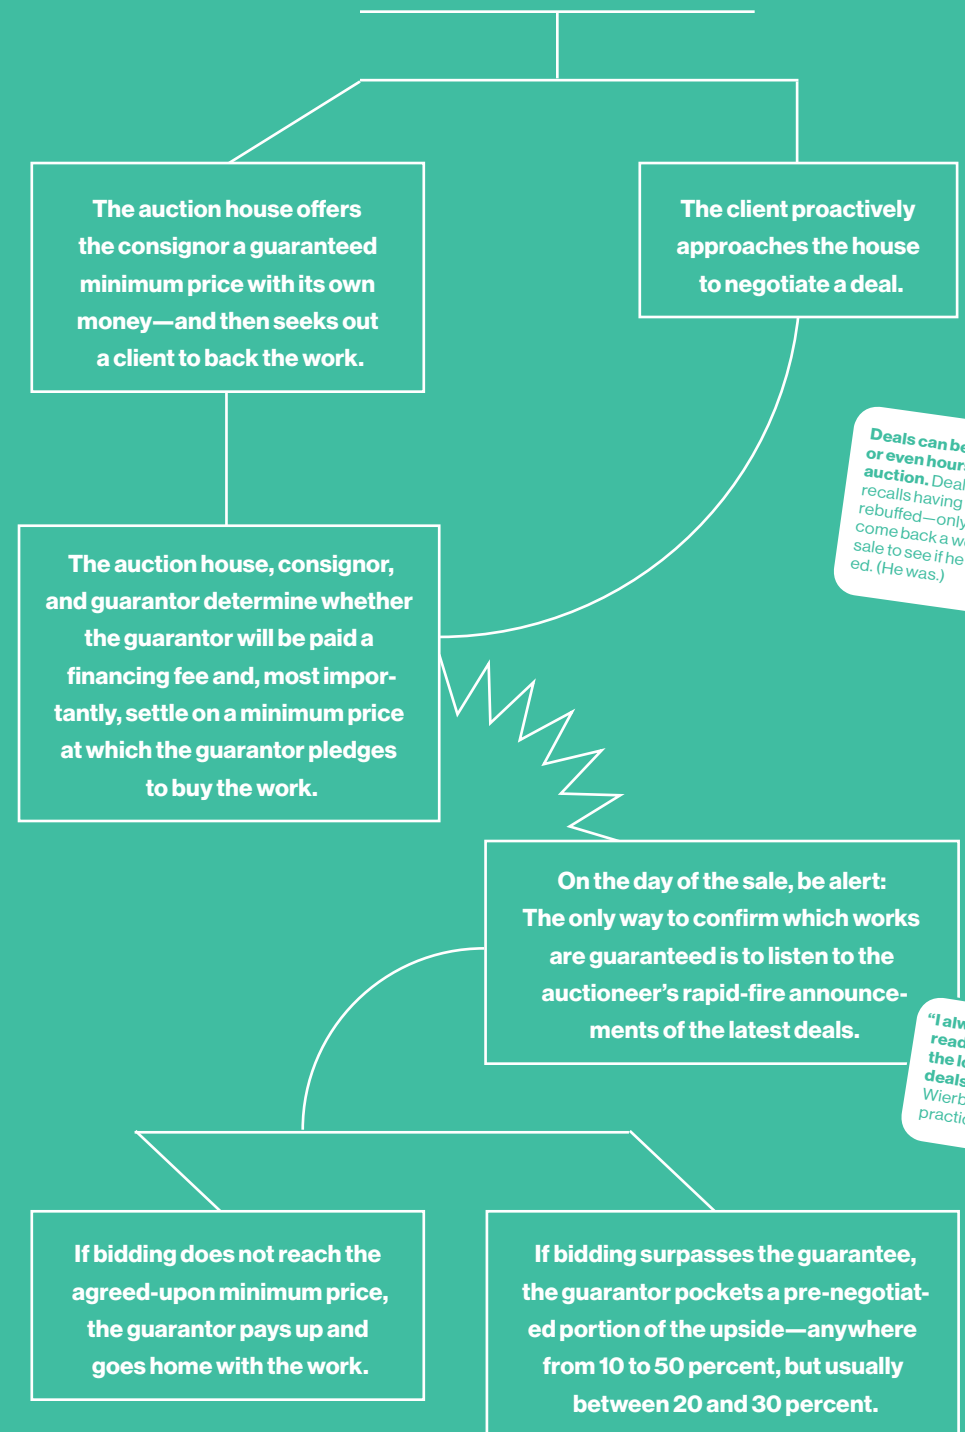 The auction house offers
the consignor a guaranteed
minimum price with its own
money—and then seeks out
a client to back the work.
The client proactively
approaches the house
to negotiate a deal.
Deals can be
or even hour
auction. Deal
recalls having
rebuffed—only
come back a
sale to see if he
ed. (He was.)
The auction house, consignor,
and guarantor determine whether
the guarantor will be paid a
financing fee and, most impor-
tantly, settle on a minimum price
at which the guarantor pledges
to buy the work.
On the day of the sale, be alert:
The only way to confirm which works
are guaranteed is to listen to the
auctioneer’s rapid-fire announce-
ments of the latest deals.
“I
read
the
deals
If bidding does not reach the
agreed-upon minimum price,
the guarantor pays up and
goes home with the work.
If bidding surpasses the guarantee,
the guarantor pockets a pre-negotiat-
ed portion of the upside—anywhere
from 10 to 50 percent, but usually
between 20 and 30 percent.